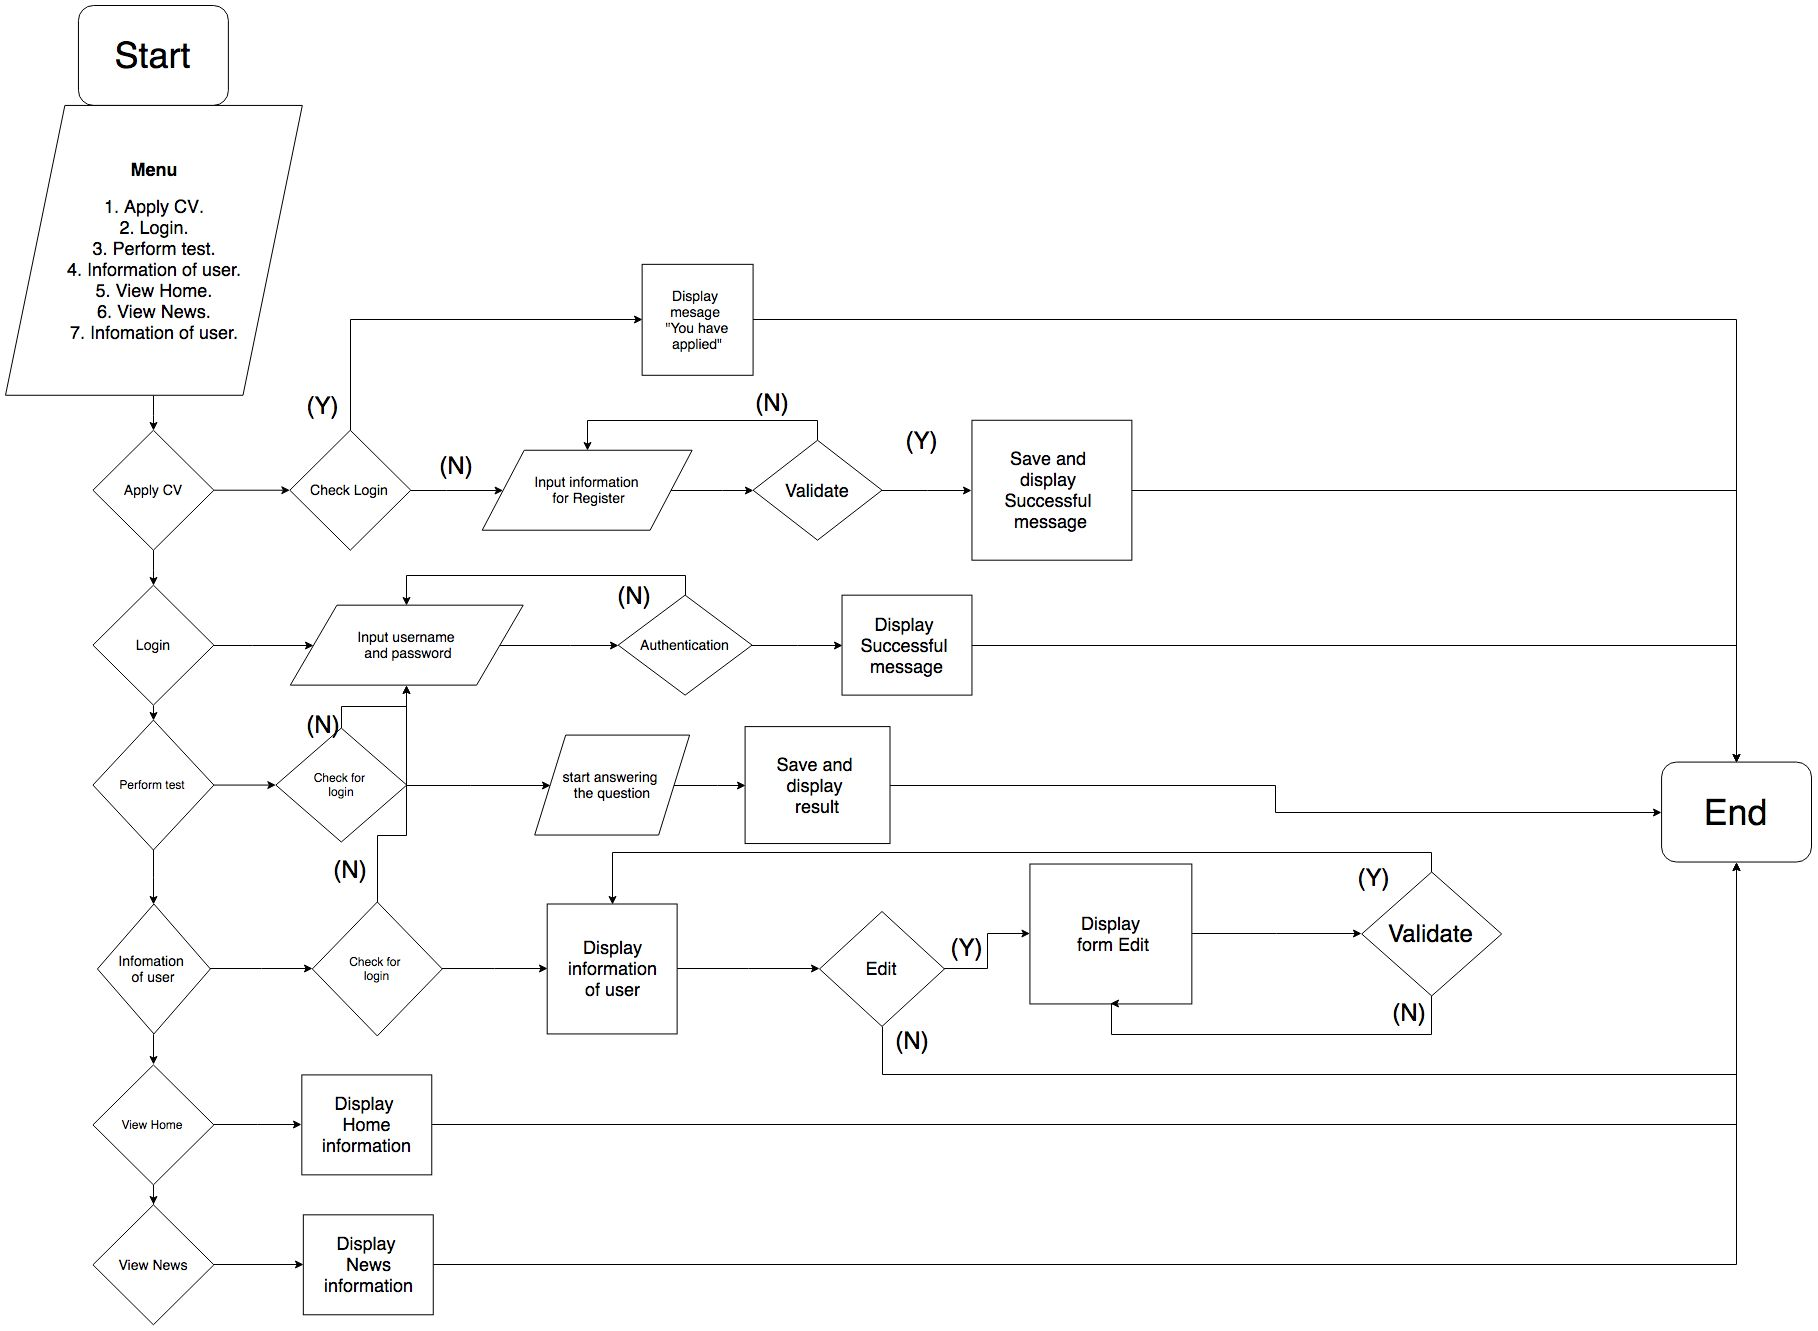 Start
Menu
1. Apply CV.
2. Login.
3. Perform test.
4. Information of user.
5. View Home.
6. View News.
7. Infomation of user.
Display
mesage
"You have
applied"
(Y)
(N)
Apply CV
Check Login
(N)
Input information
for Register
Validate
(Y)
Save and
display
Successful
message
Login
Input username
and password
(N)
Authentication
Display
Successful
message
Perform test
(N)
Check for
login
start answering
the question
Save and
display
result
End
Infomation
of user
(N)
Check for
login
Display
information
of user
Edit
(Y)
(N)
Display
form Edit
(Y)
Validate
(N)
View Home
Display
Home
information
View News
Display
News
information